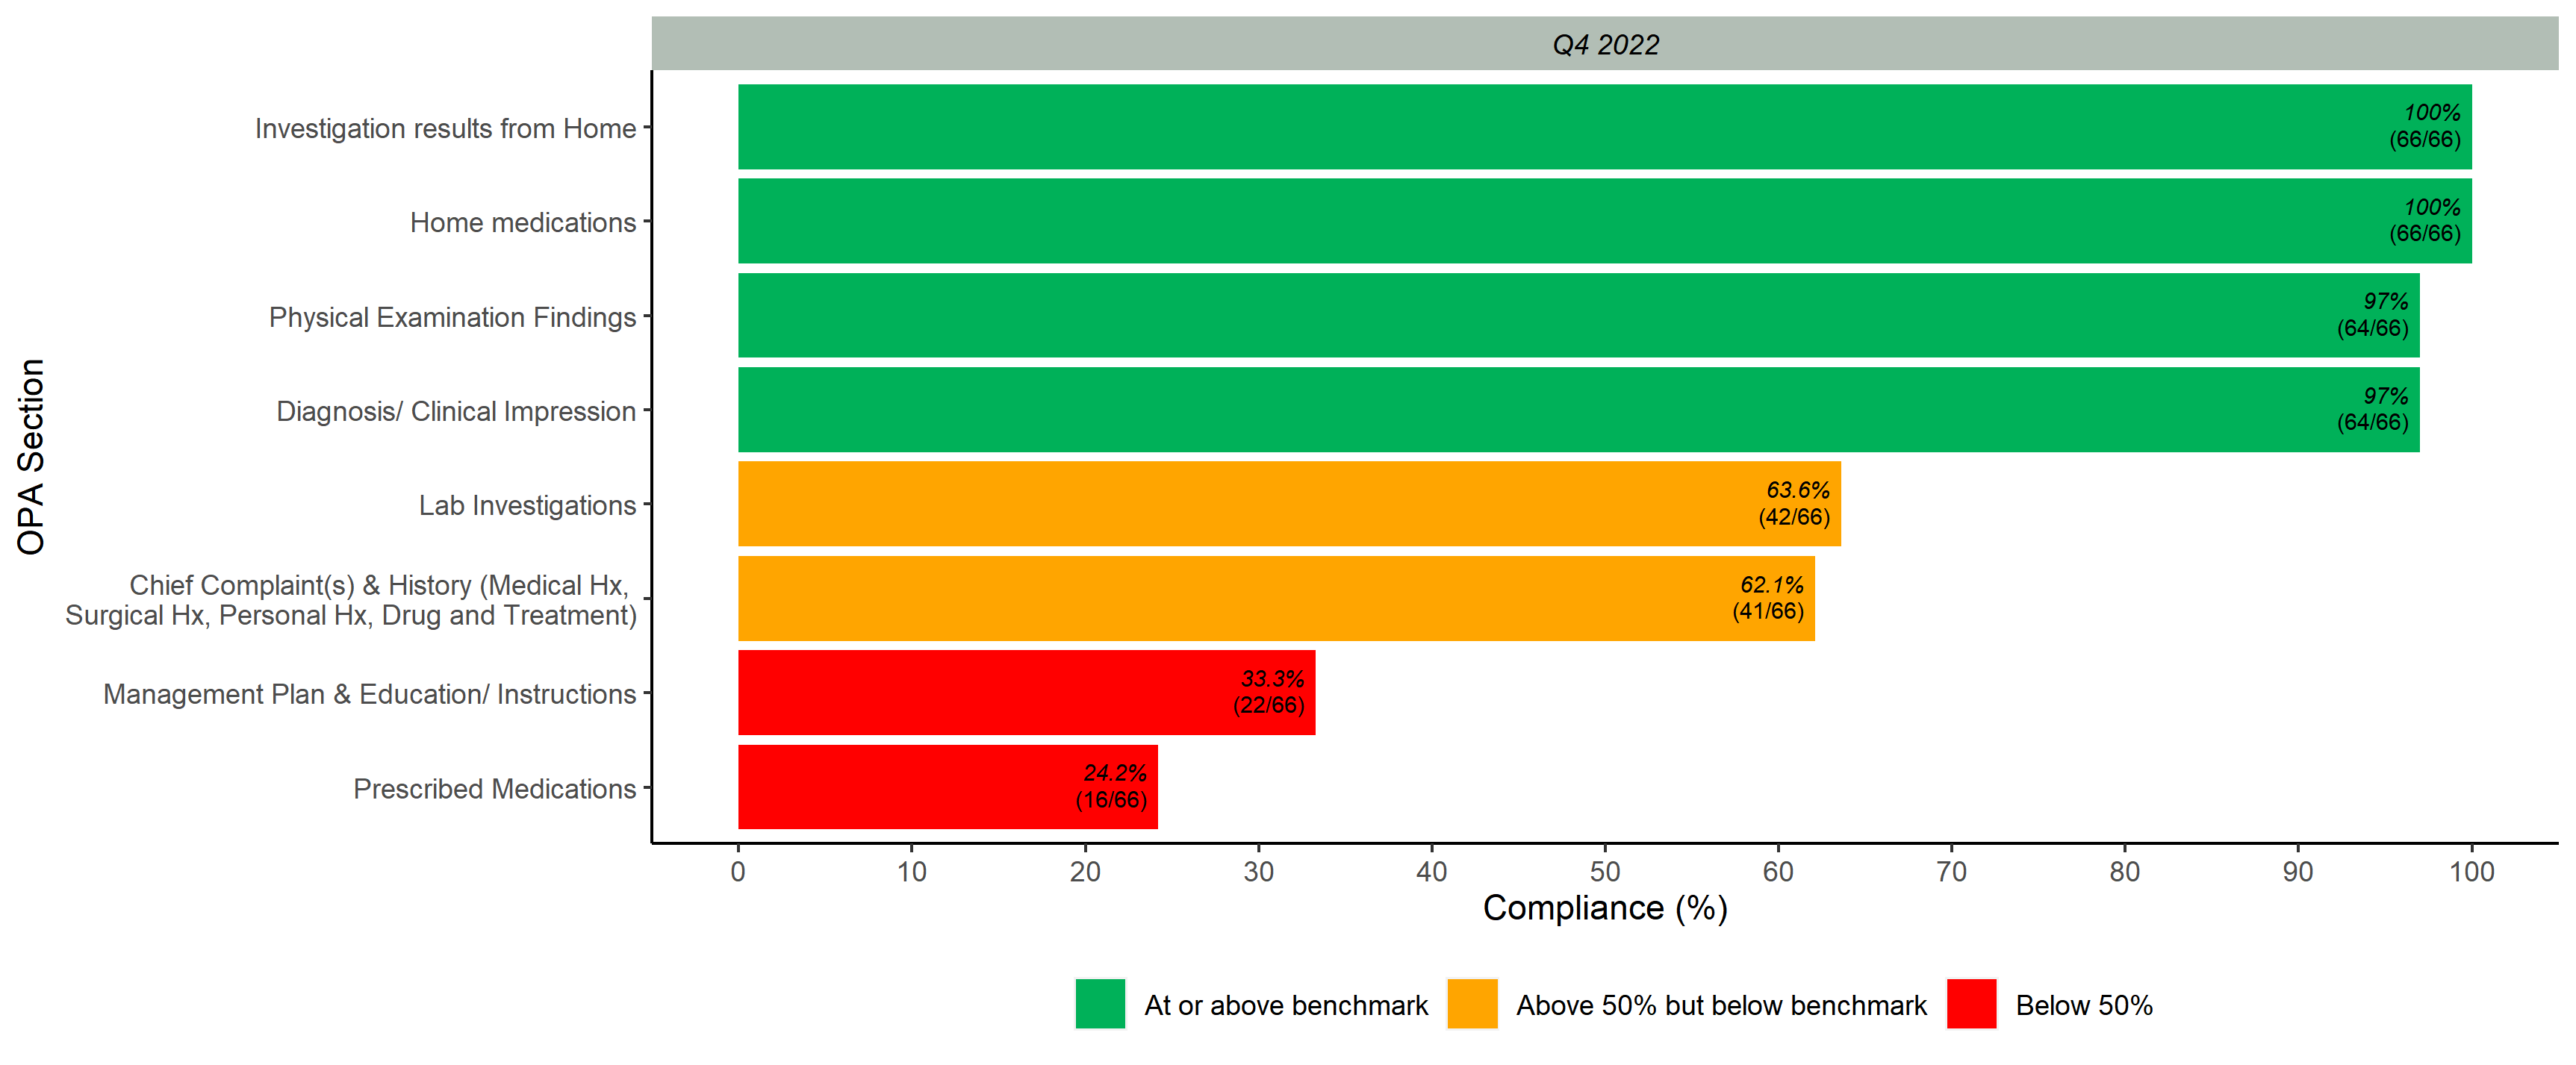 Q4 2022
OPA Section
Investigation results from Home
100%
(66/66)
Home medications
100%
(66/66)
Physical Examination Findings
97%
(64/66)
Diagnosis/ Clinical Impression
97%
(64/66)
Lab Investigations
63.6%
(42/66)
Chief Complaint(s) & History (Medical Hx,
Surgical Hx, Personal Hx, Drug and Treatment)
62.1%
(41/66)
Management Plan & Education/ Instructions
33.3%
(22/66)
Prescribed Medications
24.2%
(16/66)
0 10 20 30 40 50 60 70 80 90 100
Compliance (%)
At or above benchmark Above 50% but below benchmark Below 50%